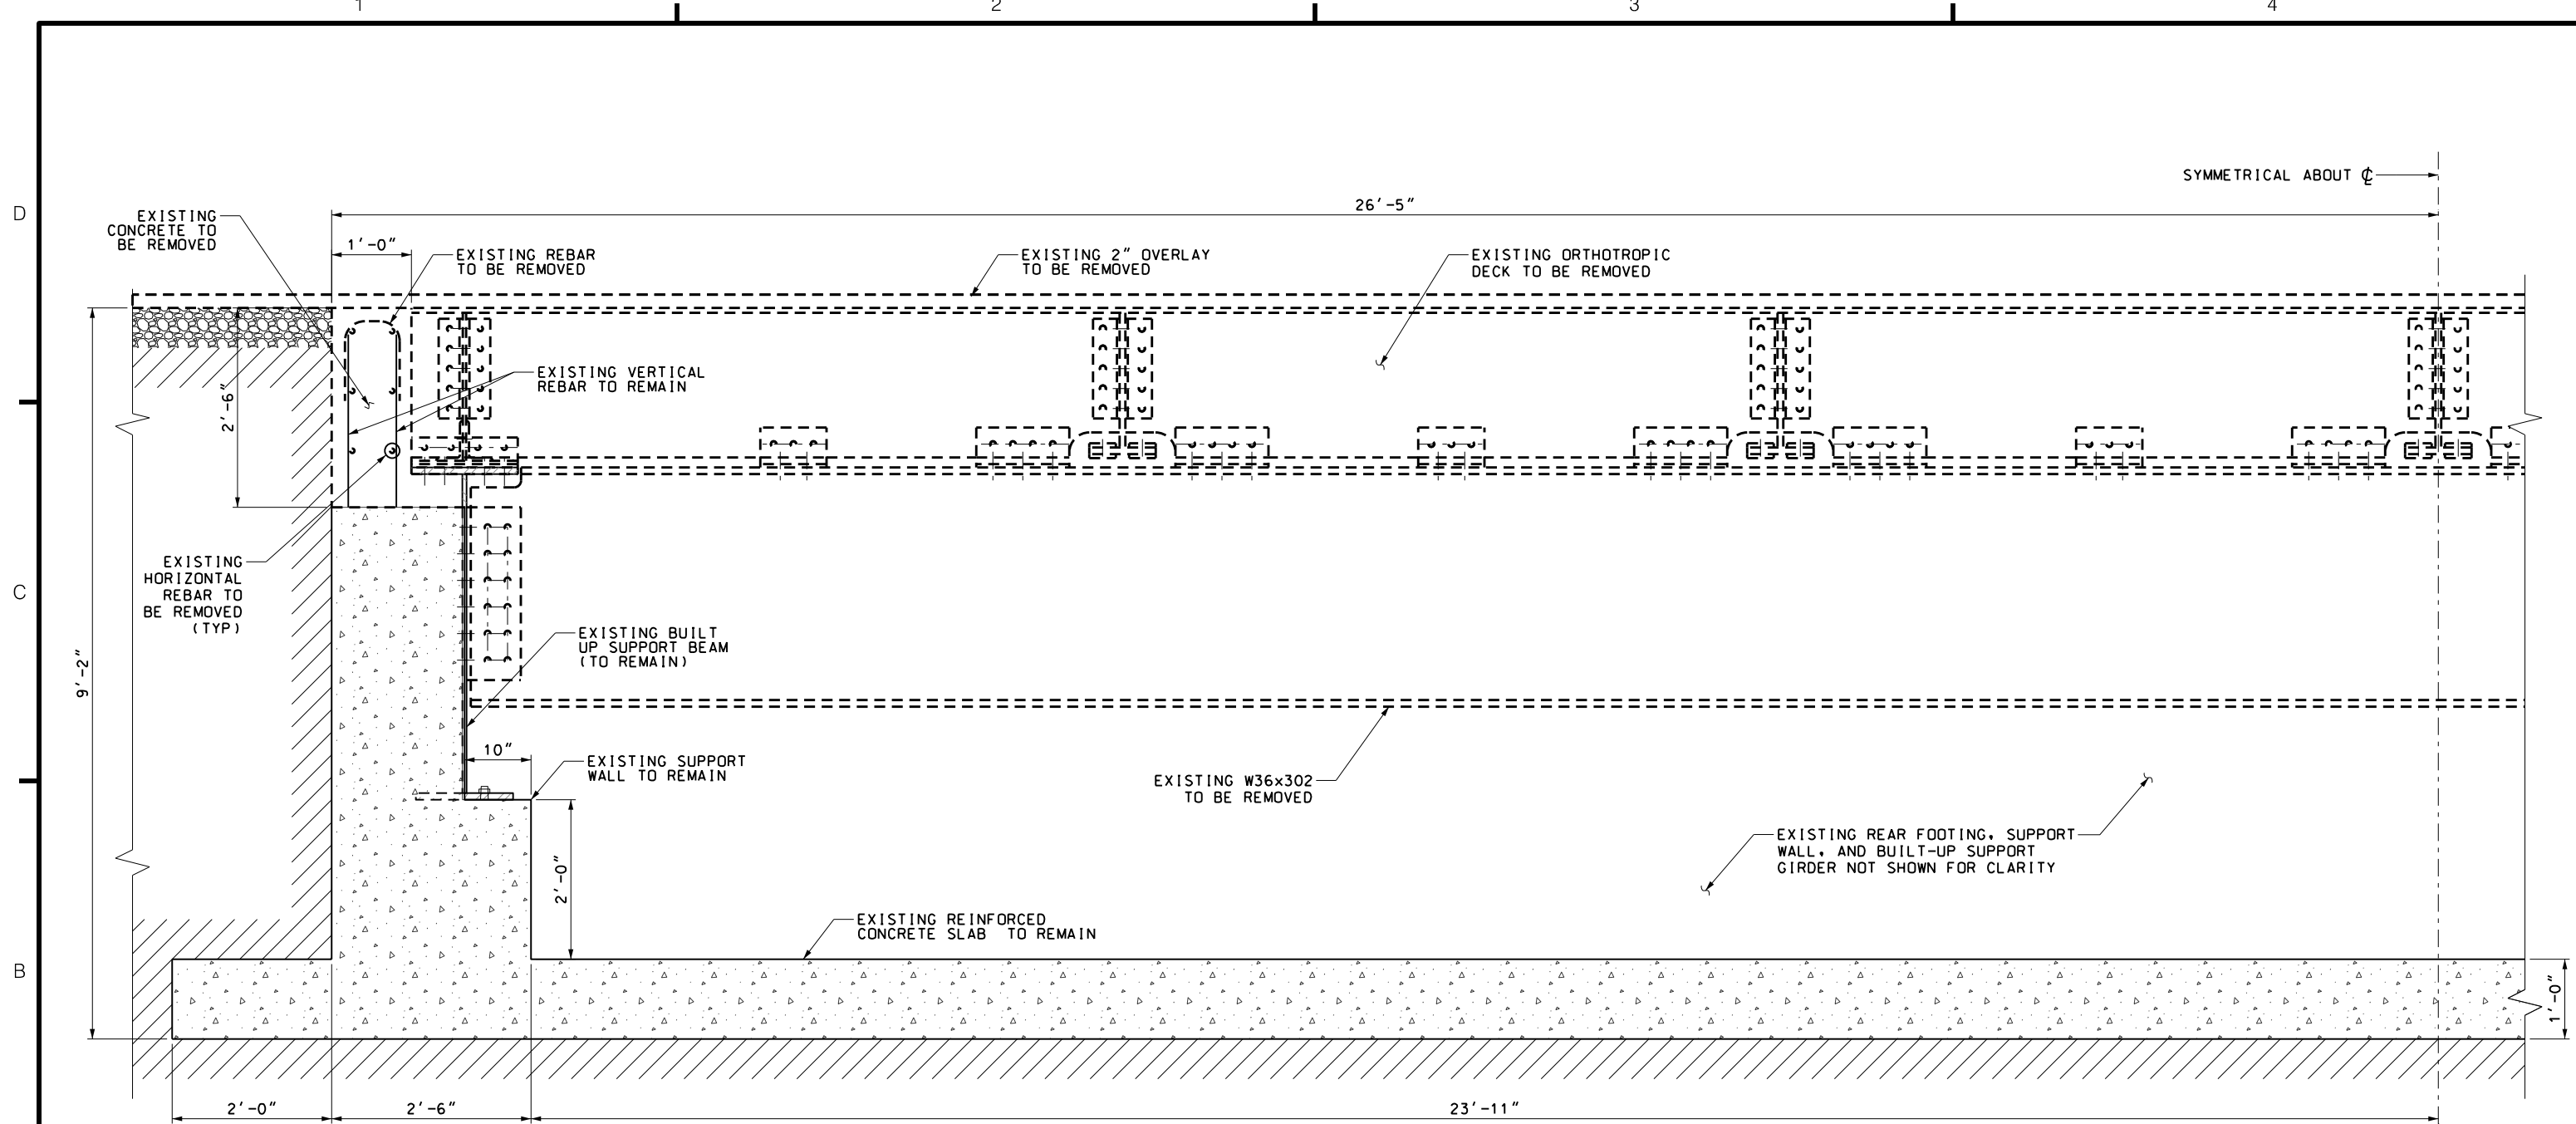 1 2 3 4
SYMMETRICAL ABOUT ℄
D
26'-5"
EXISTING
CONCRETE TO
BE REMOVED
1'-0"
EXISTING REBAR
TO BE REMOVED
EXISTING 2" OVERLAY
TO BE REMOVED
EXISTING ORTHOTROPIC
DECK TO BE REMOVED
EXISTING VERTICAL
REBAR TO REMAIN
2'-6"
EXISTING
HORIZONTAL
REBAR TO
BE REMOVED
(TYP)
C
EXISTING BUILT
UP SUPPORT BEAM
(TO REMAIN)
9'-2"
10"
EXISTING SUPPORT
WALL TO REMAIN
EXISTING W36x302
TO BE REMOVED
EXISTING REAR FOOTING, SUPPORT
WALL, AND BUILT-UP SUPPORT
GIRDER NOT SHOWN FOR CLARITY
2'-0"
EXISTING REINFORCED
CONCRETE SLAB TO REMAIN
B
1'-0"
2'-0"
2'-6"
23'-11"